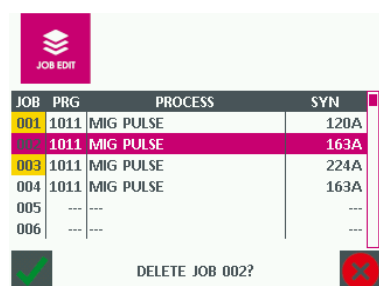 JOB EDIT
JOB PRG PROCESS SYN
001 1011 MIG PULSE 120A
002 1011 MIG PULSE 163A
003 1011 MIG PULSE 224A
004 1011 MIG PULSE 163A
005 --- --- ---
006 --- --- ---
DELETE JOB 002?